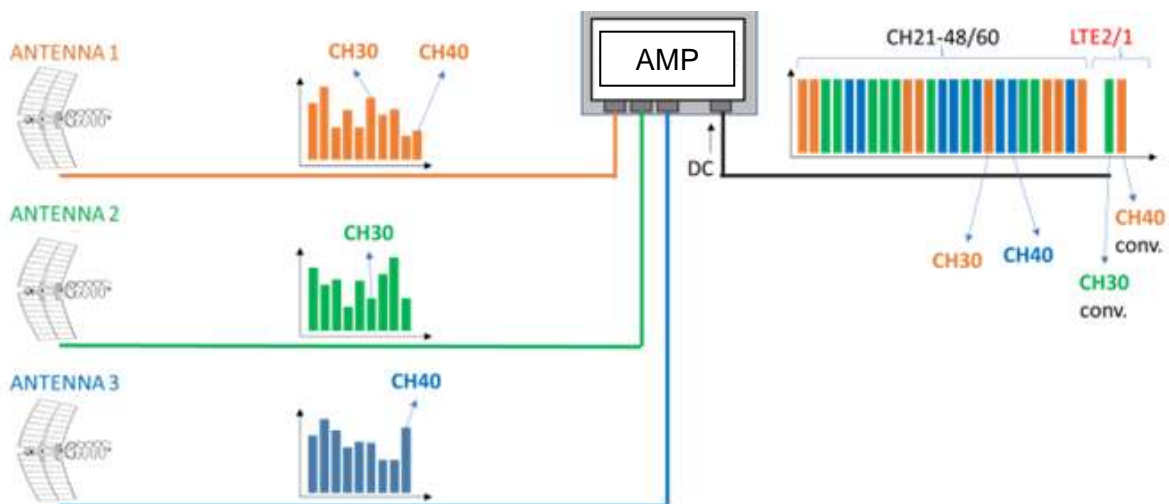 ANTENNA 1
CH30
CH40
AMP
DC
CH21-48/60
LTE2/1
CH30
CH40
CH40
conv.
CH30
conv.
ANTENNA 2
CH30
ANTENNA 3
CH40